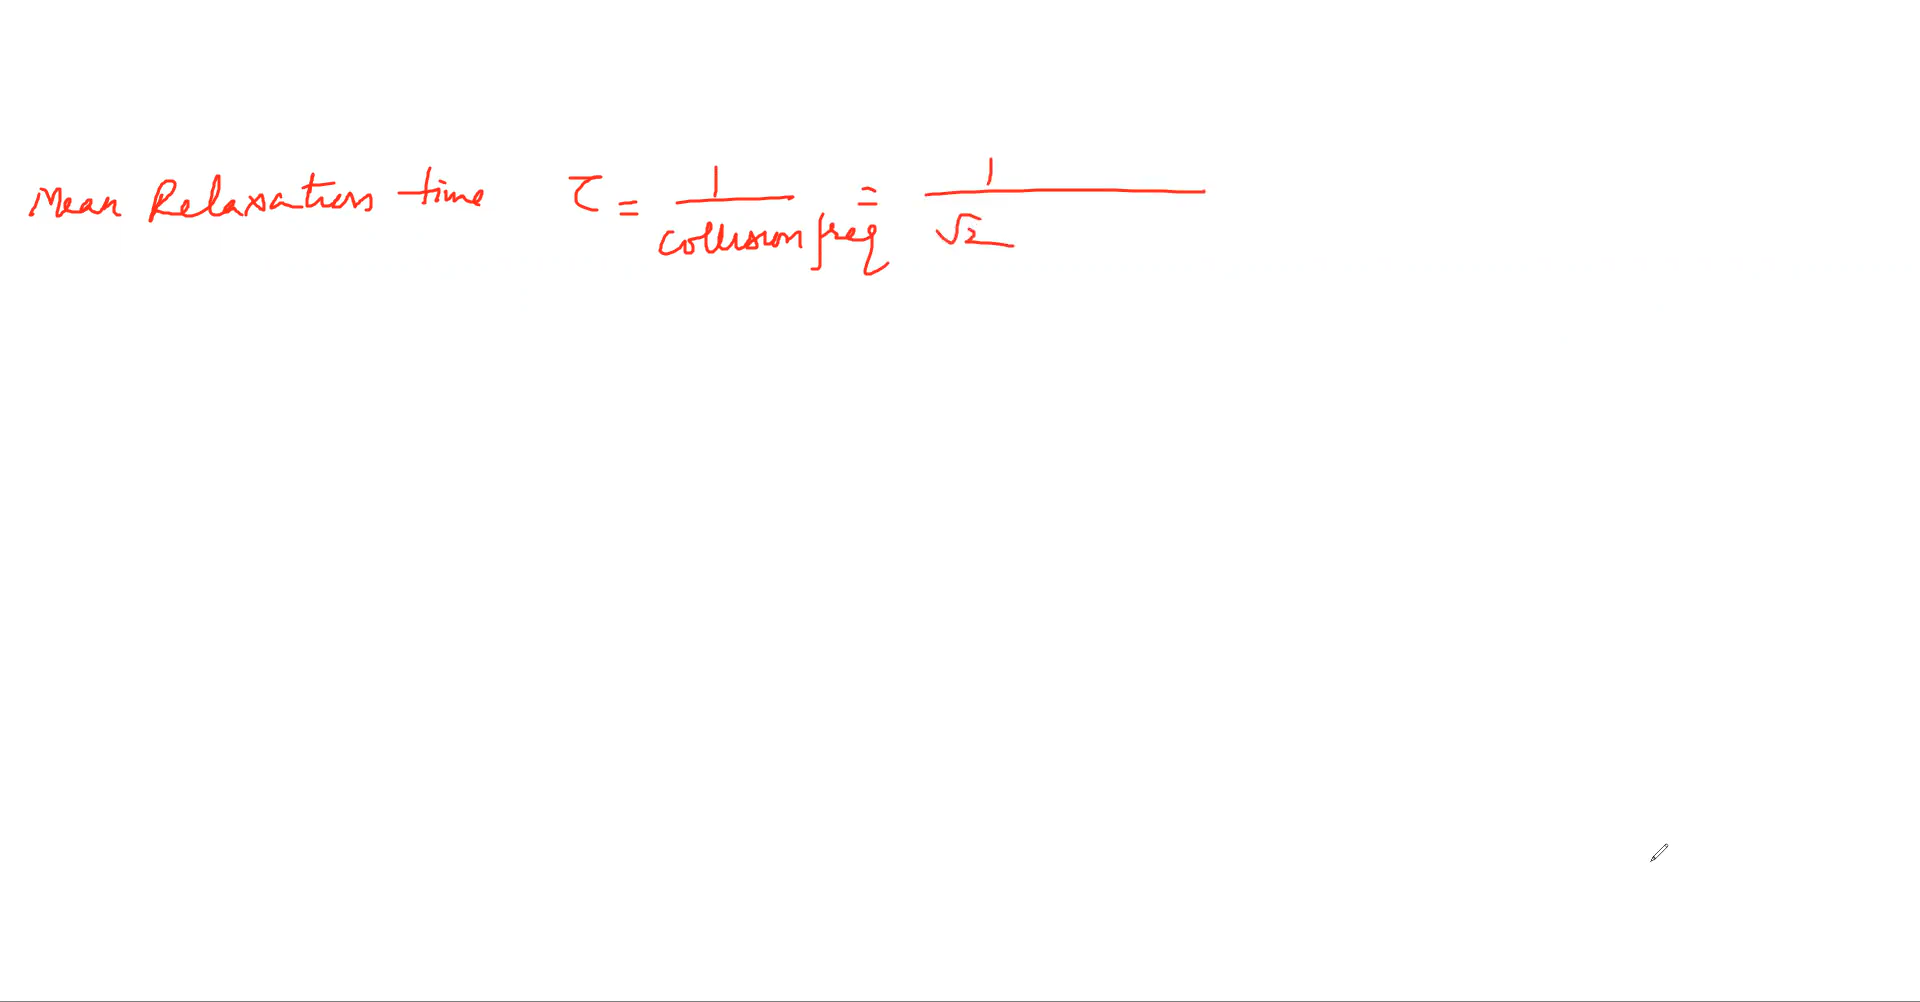 Mean Relaxation time τ = 1/collision freq = 1/√2